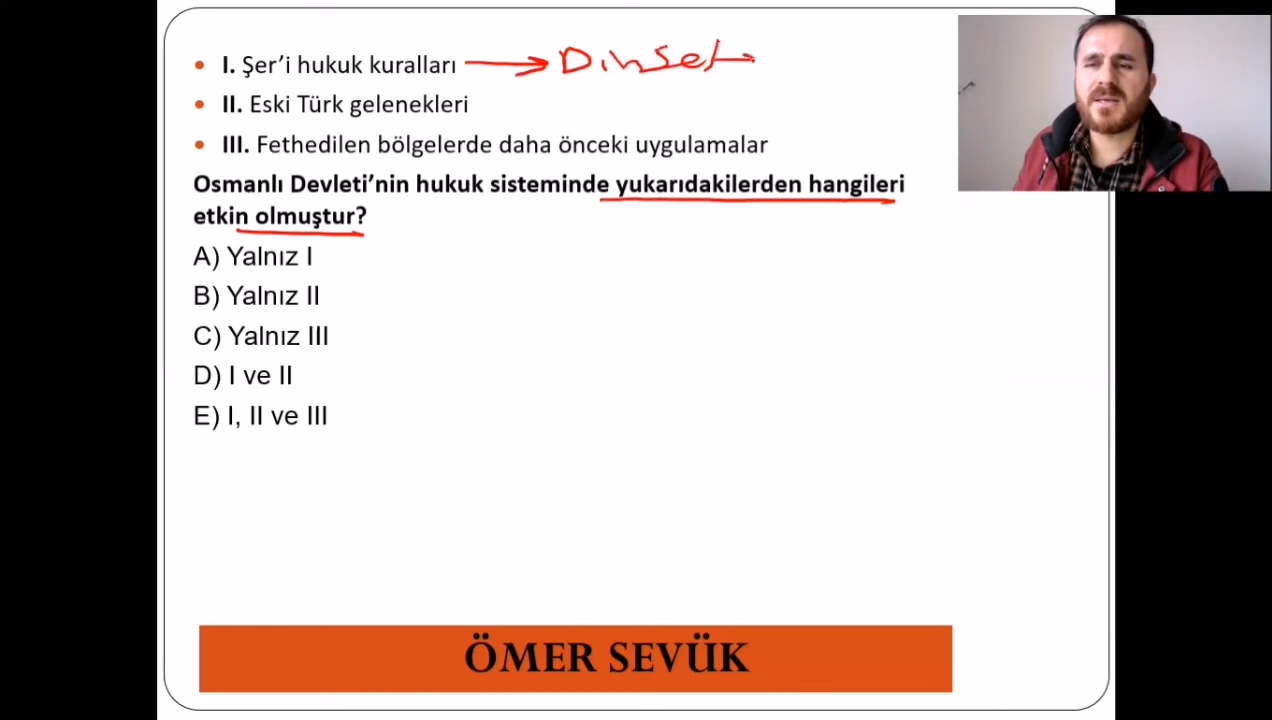 • I. Şer’i hukuk kuralları → Dinsel
• II. Eski Türk gelenekleri
• III. Fethedilen bölgelerde daha önceki uygulamalar
Osmanlı Devleti’nin hukuk sisteminde yukarıdakilerden hangileri
etkin olmuştur?
A) Yalnız I
B) Yalnız II
C) Yalnız III
D) I ve II
E) I, II ve III
ÖMER SEVÜK